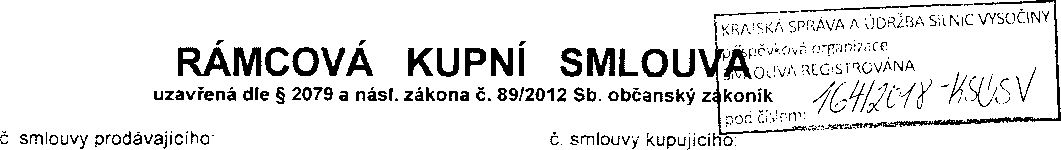 KRAJSKÁ SPRÁVA A ÚDRŽBA SILNIC VYSOČINY
příspěvková organizace
SMLOUVA REGISTROVÁNA
pod číslem: 164/2018-KSÚSV
RÁMCOVÁ KUPNÍ SMLOUVA
uzavřená dle § 2079 a násl. zákona č. 89/2012 Sb. občanský zákoník
č. smlouvy prodávajícího: č. smlouvy kupujícího: